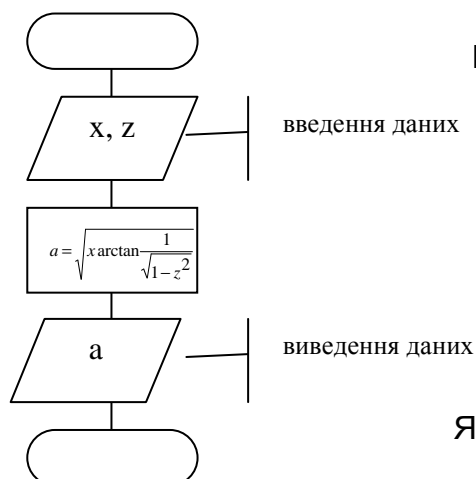 x, z
введення даних
a = √(x arctan 1/√(1 − z²))
a
виведення даних
Я